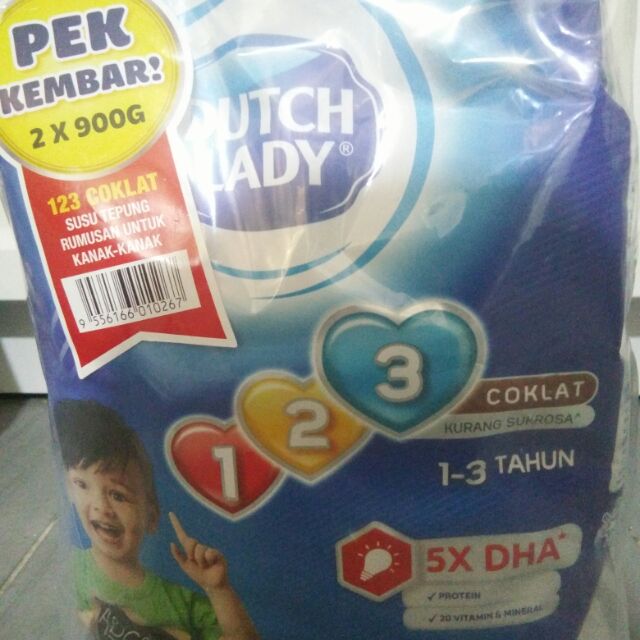 PEK
KEMBAR!
2 X 900G
DUTCH
LADY®
123 COKLAT
SUSU TEPUNG
RUMUSAN UNTUK
KANAK-KANAK
9 556166 010267
1 2 3
COKLAT
KURANG SUKROSA*
1-3 TAHUN
5X DHA*
✓ PROTEIN
✓ 20 VITAMIN & MINERAL